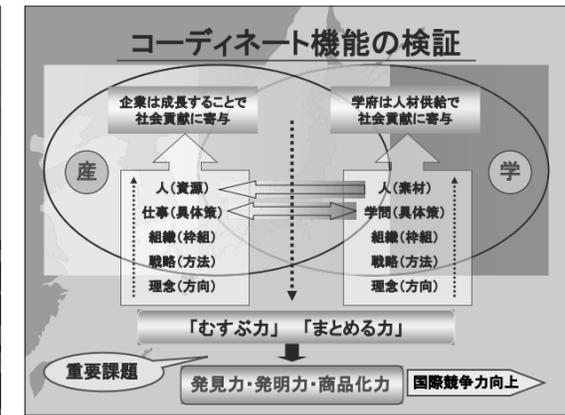 コーディネート機能の検証
企業は成長することで
社会貢献に寄与
学府は人材供給で
社会貢献に寄与
産
学
人(資源)
仕事(具体策)
組織(枠組)
戦略(方法)
理念(方向)
人(素材)
学問(具体策)
組織(枠組)
戦略(方法)
理念(方向)
「むすぶ力」 「まとめる力」
重要課題
発見力・発明力・商品化力
国際競争力向上